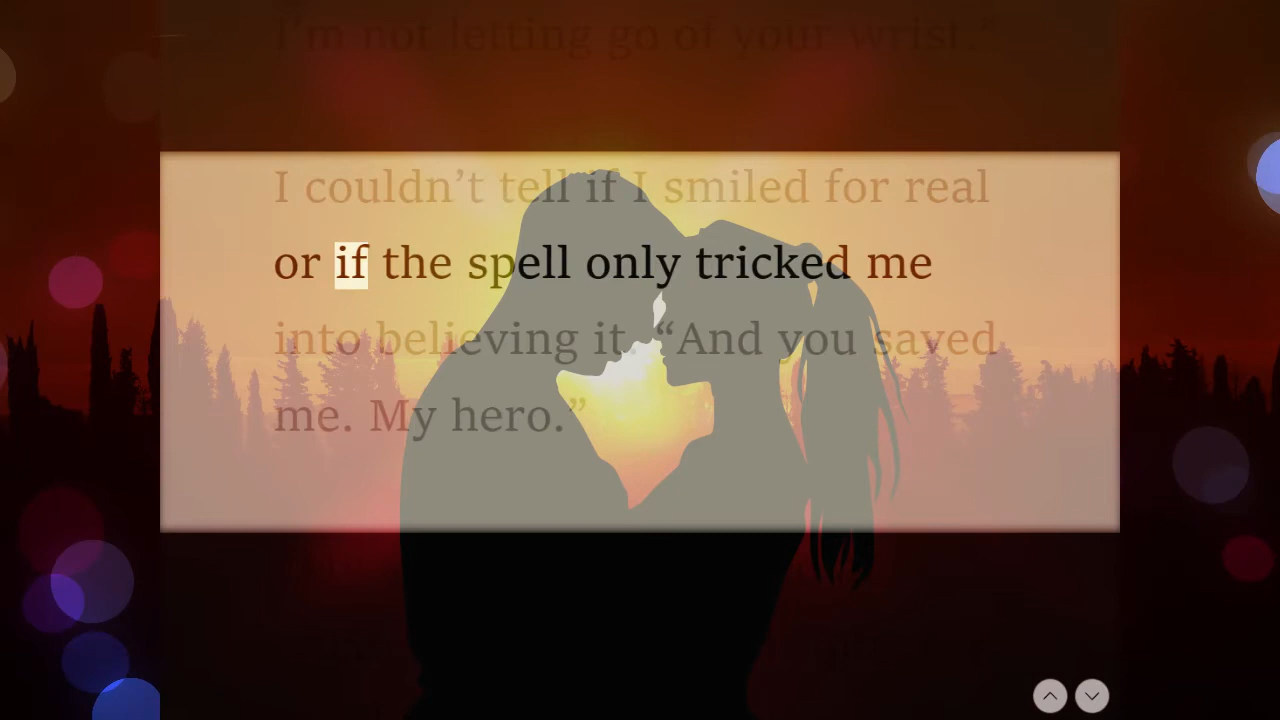 I'm not letting go of your wrist."
I couldn’t tell if I smiled for real
or if the spell only tricked me
into believing it. “And you saved
me. My hero.”